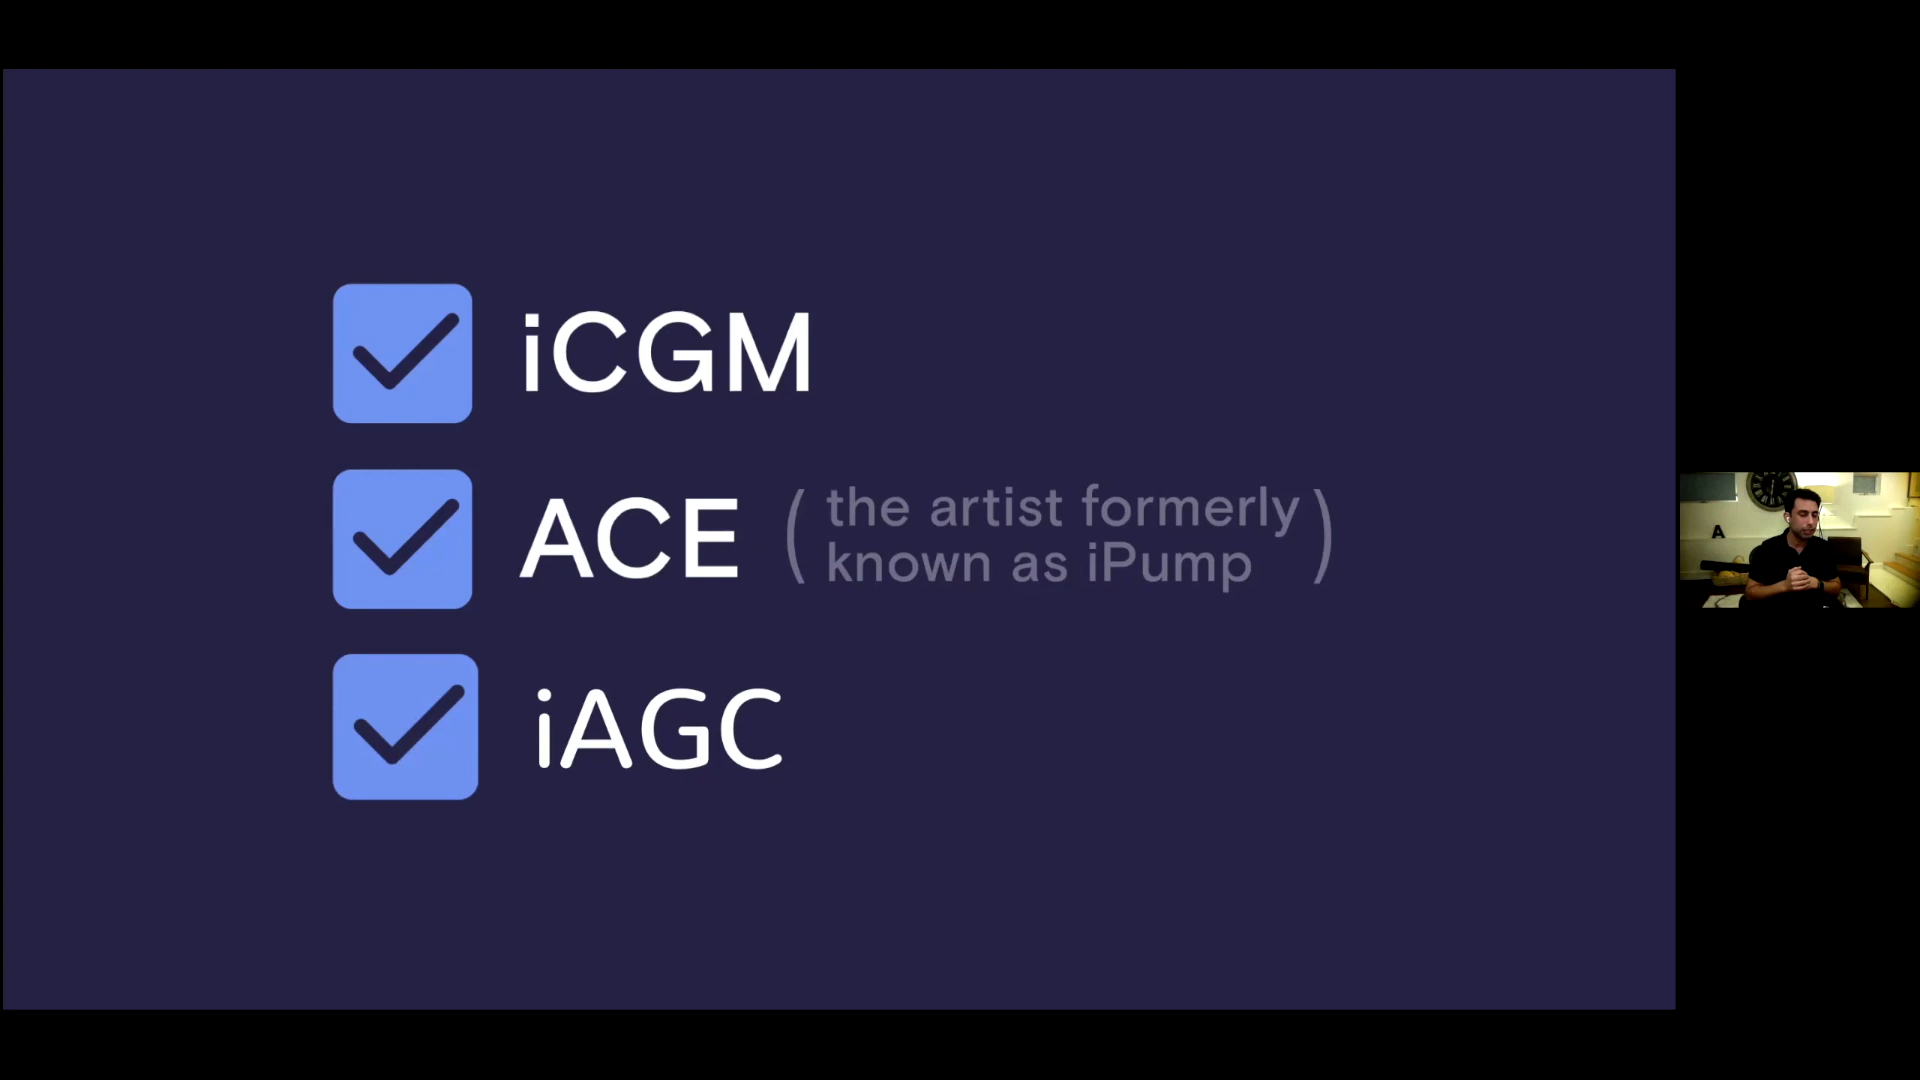 iCGM
ACE
(the artist formerly
known as iPump)
iAGC
A